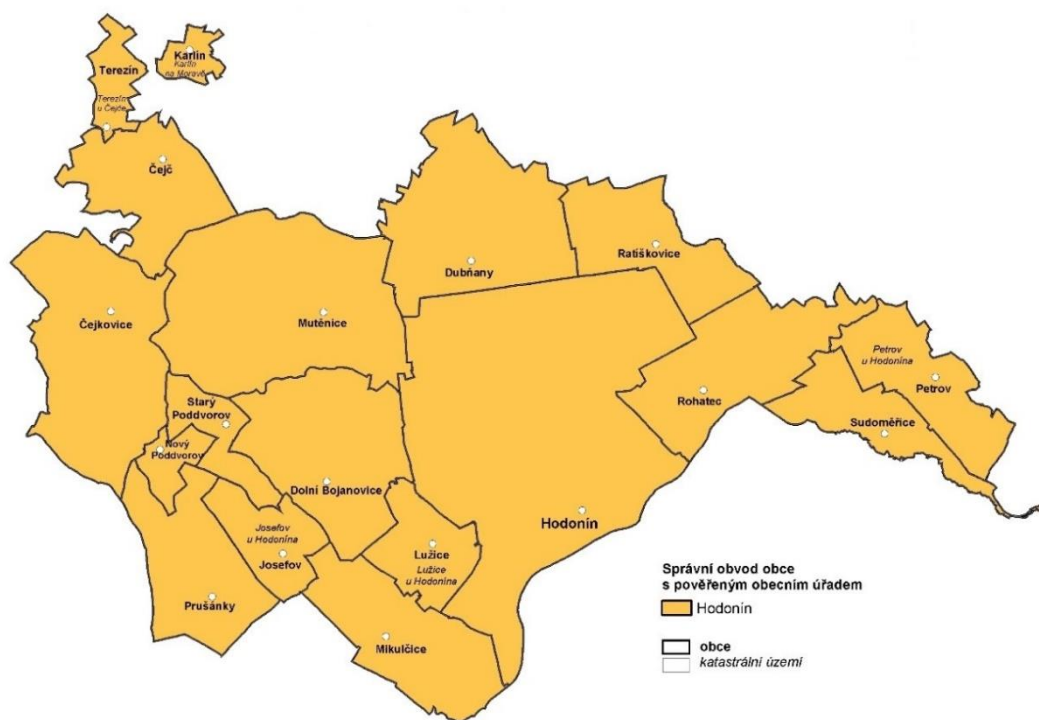 Karlín
Karlín
na Moravě
Terezín
Terezín
u Čejče
Čejč
Ratiškovice
Dubňany
Čejkovice
Mutěnice
Petrov
u Hodonína
Petrov
Rohatec
Starý
Poddvorov
Sudoměřice
Nový
Poddvorov
Dolní Bojanovice
Hodonín
Josefov
u Hodonína
Josefov
Lužice
Lužice
u Hodonína
Prušánky
Mikulčice
Správní obvod obce
s pověřeným obecním úřadem
Hodonín
obce
katastrální území